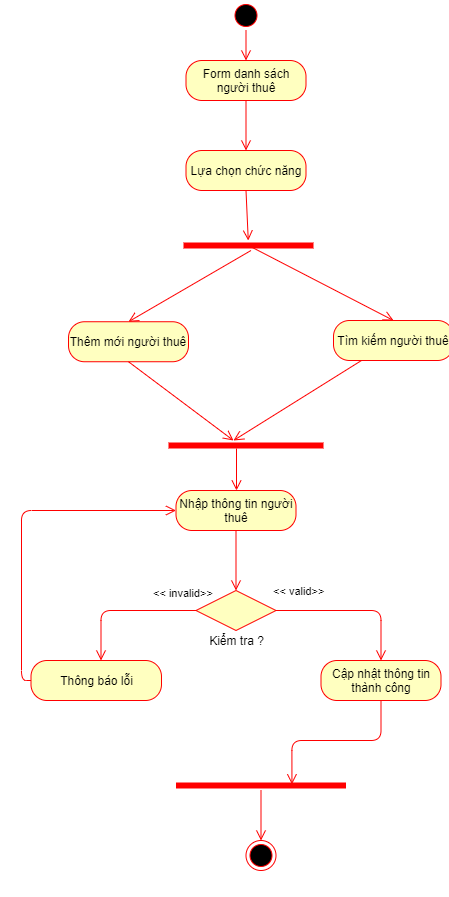 Form danh sách
người thuê
Lựa chọn chức năng
Thêm mới người thuê
Tìm kiếm người thuê
Nhập thông tin người
thuê
<< invalid>>
<< valid>>
Kiểm tra ?
Thông báo lỗi
Cập nhật thông tin
thành công